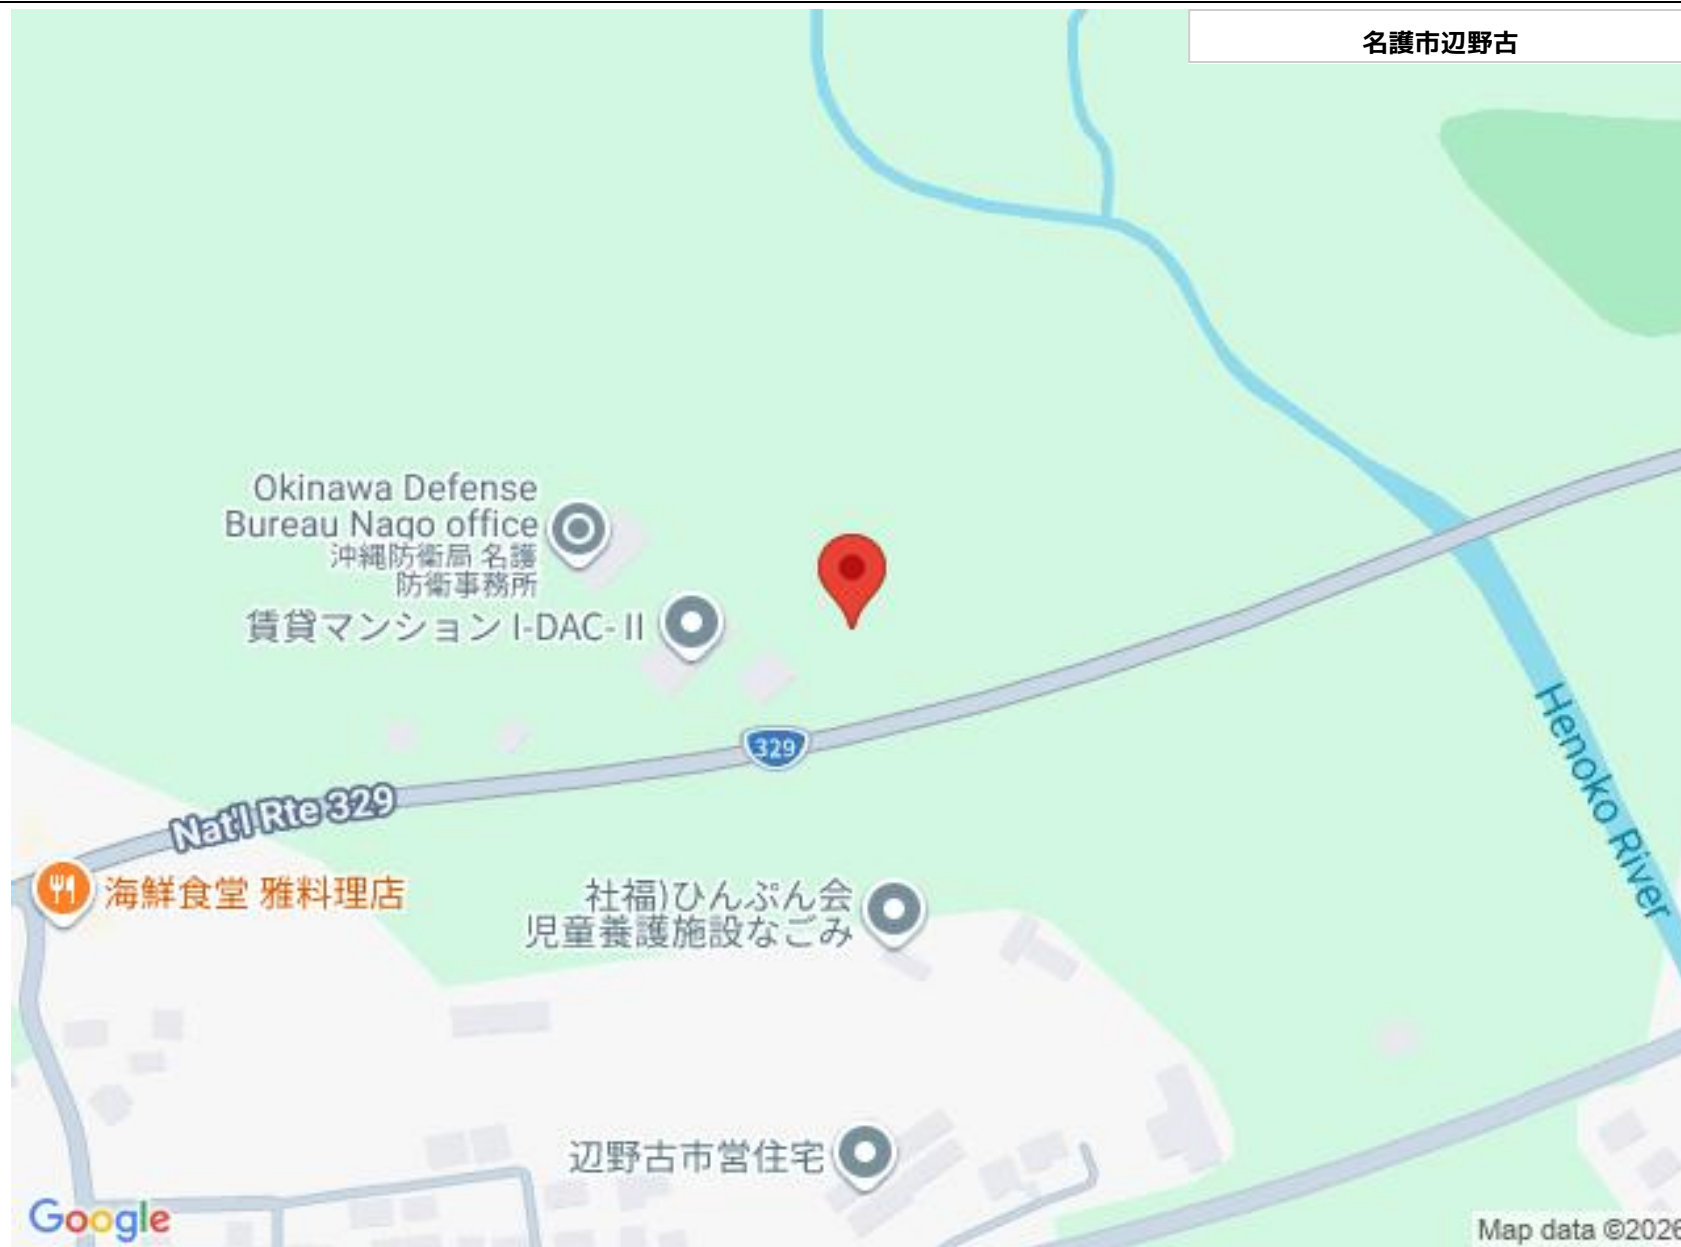 名護市辺野古
Okinawa Defense
Bureau Nago office
沖縄防衛局 名護
防衛事務所
賃貸マンション I-DAC-II
329
Nat'l Rte 329
Henoko River
海鮮食堂 雅料理店
社福)ひんぷん会
児童養護施設なごみ
辺野古市営住宅
Google
Map data ©2026